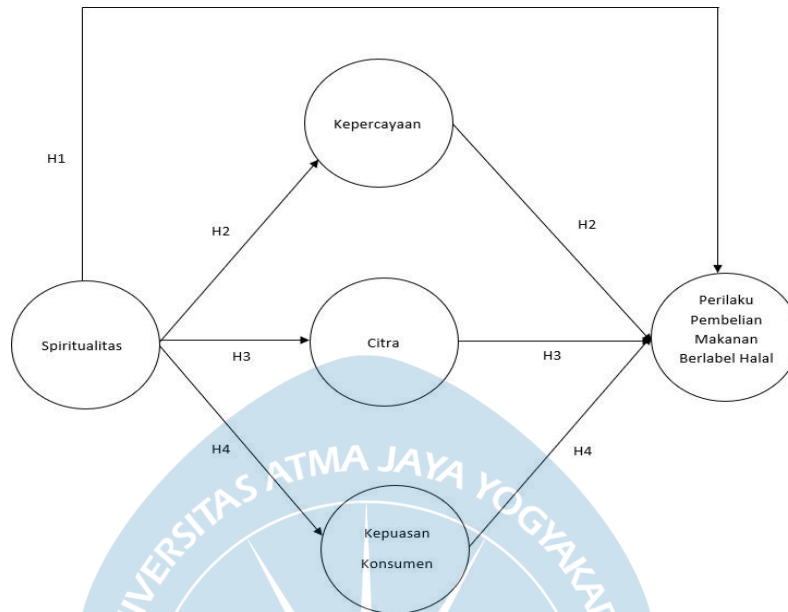 Kepercayaan
H1
H2
H2
Spiritualitas
Citra
Perilaku
Pembelian
Makanan
Berlabel Halal
H3
H3
H4
H4
UNIVERSITAS ATMA JAYA YOGYAKAR
Kepuasan
Konsumen